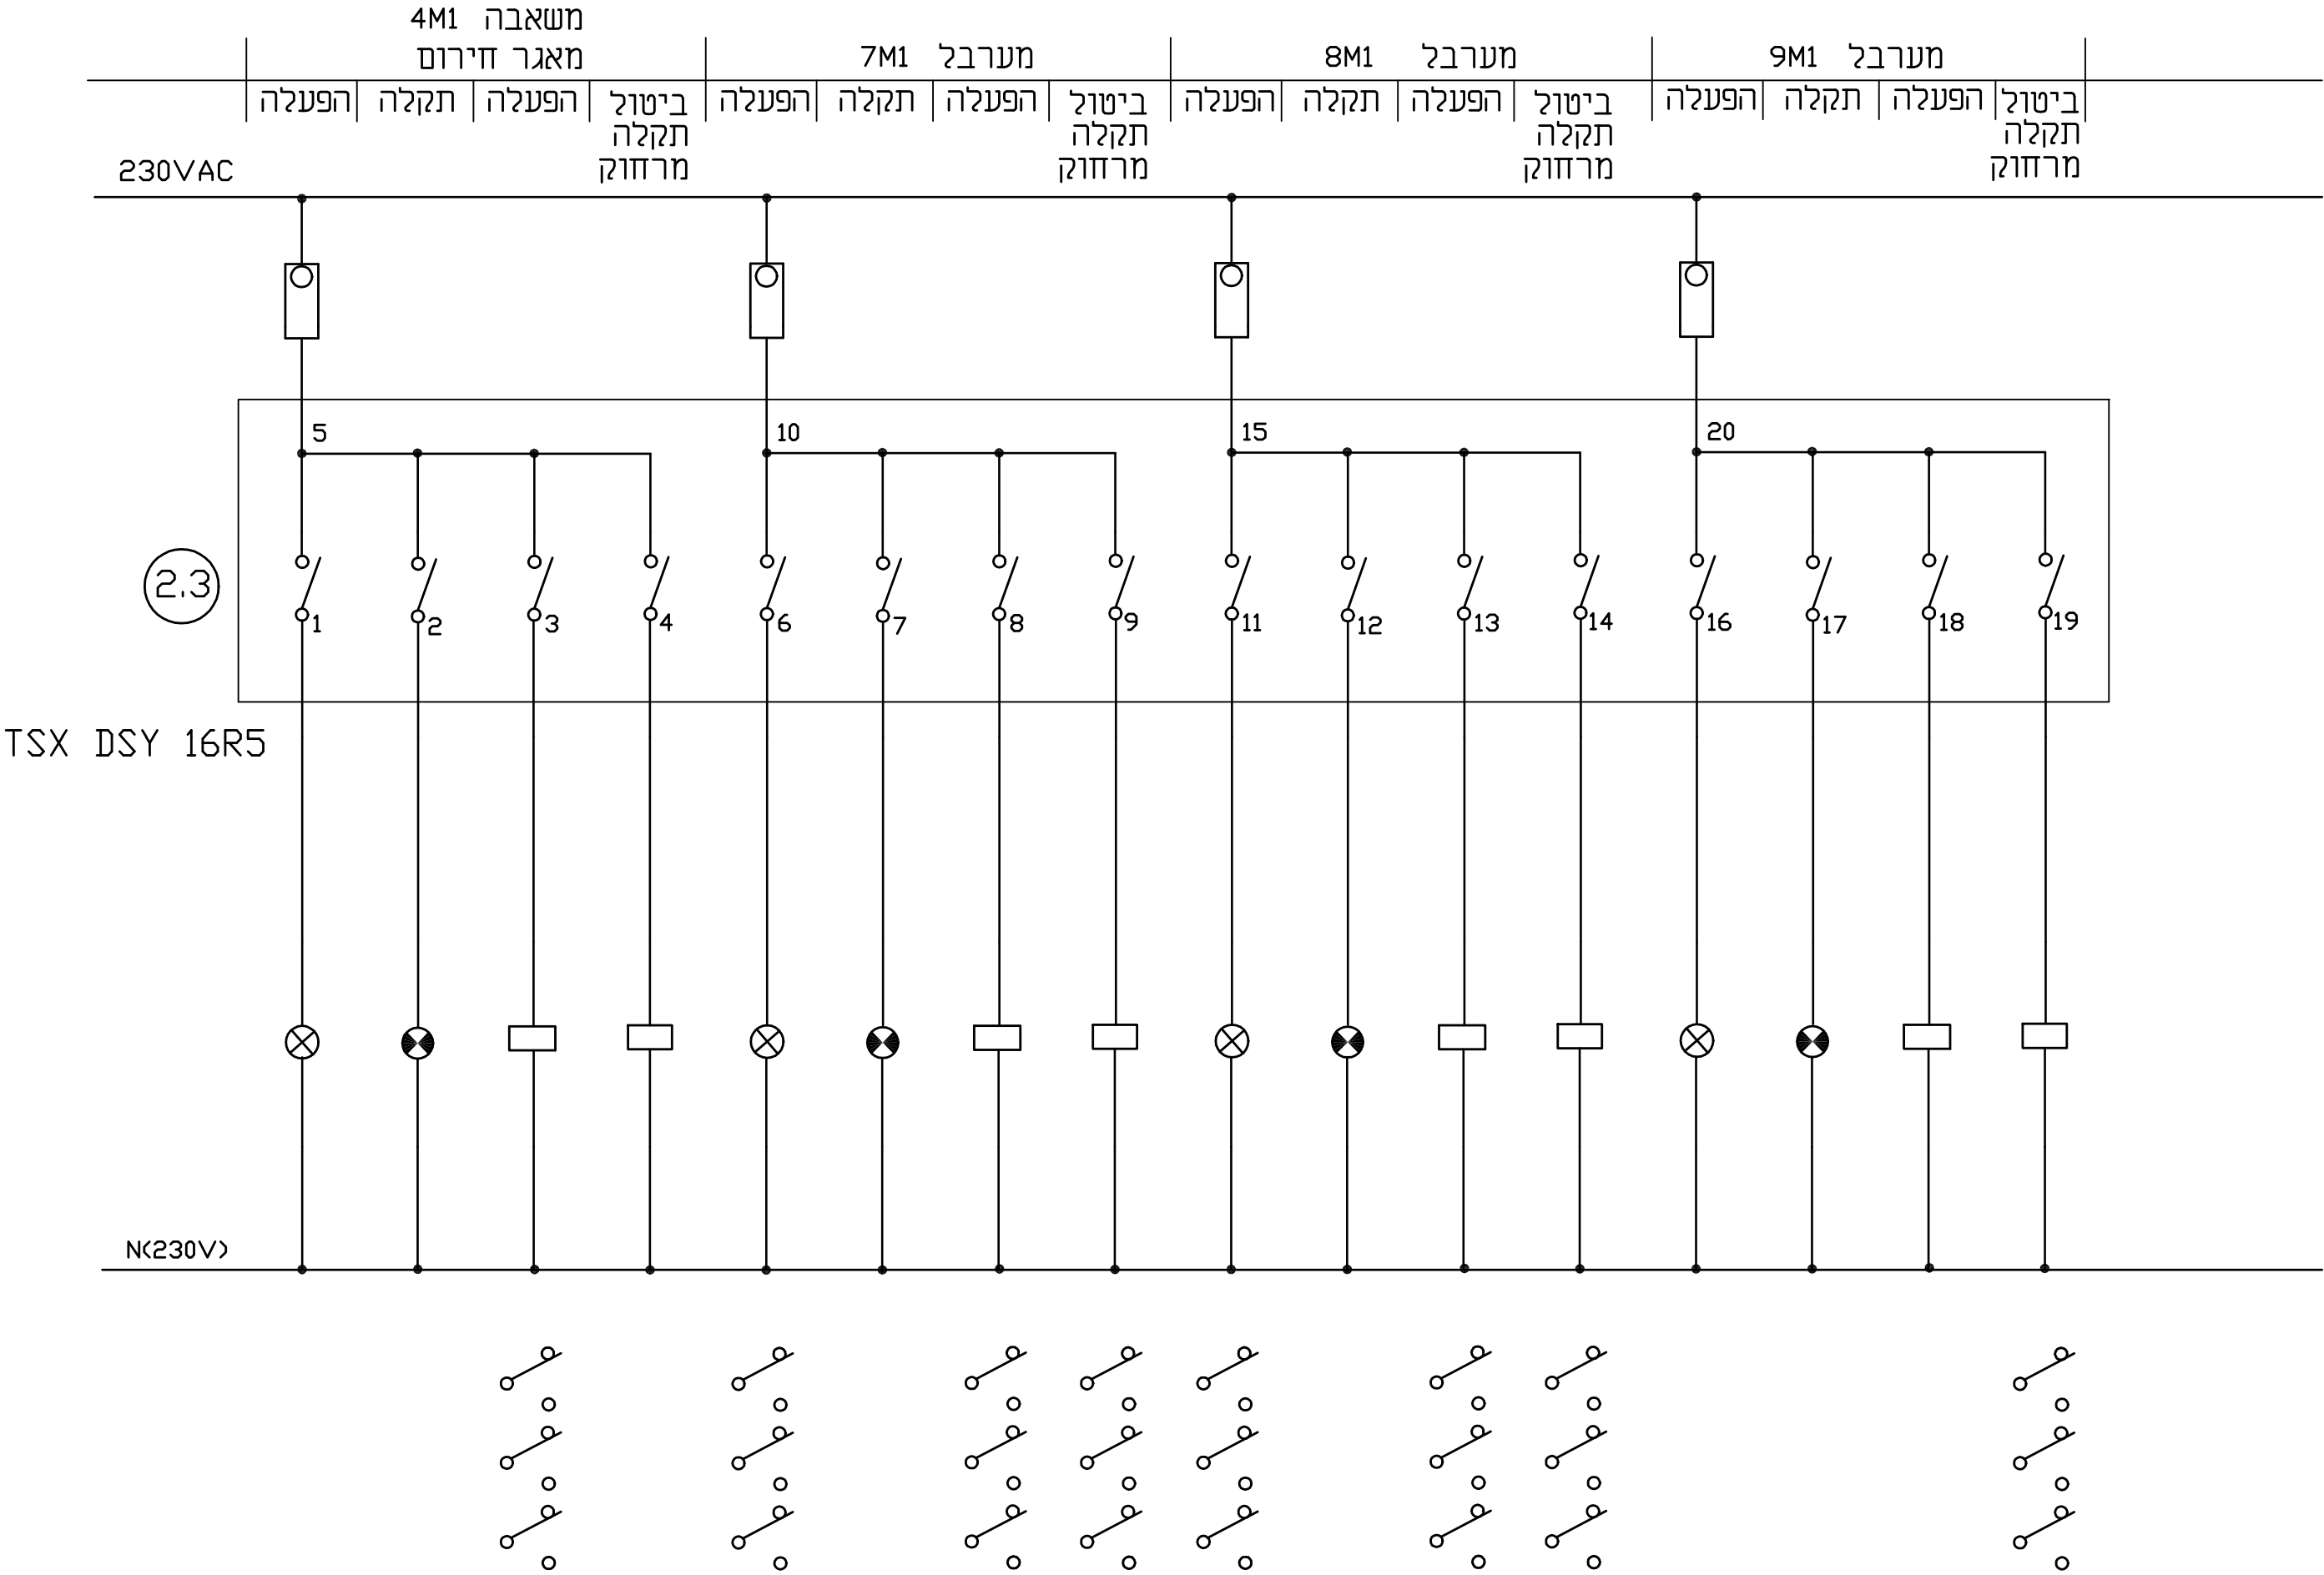 משאבה 4M1
מאגר חירום
מערבל 7M1
מערבל 8M1
מערבל 9M1
הפעלה
תקלה
הפעלה
ביטול
תקלה
מרחוק
הפעלה
תקלה
הפעלה
ביטול
תקלה
מרחוק
הפעלה
תקלה
הפעלה
ביטול
תקלה
מרחוק
הפעלה
תקלה
הפעלה
ביטול
תקלה
מרחוק
230VAC
5
10
15
20
2.3
1
2
3
4
6
7
8
9
11
12
13
14
16
17
18
19
TSX DSY 16R5
N(230V)